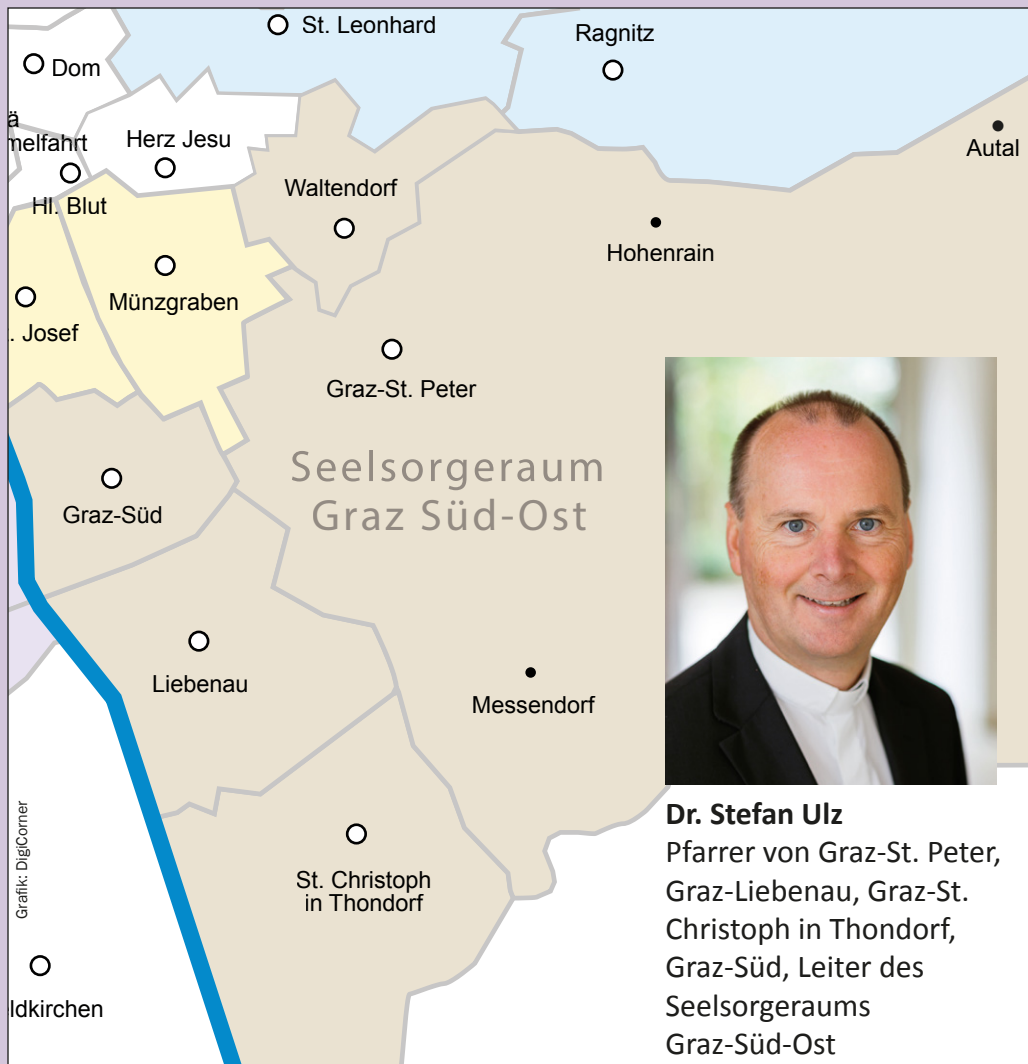 St. Leonhard
Ragnitz
Dom
Autal
ä
melfahrt
Herz Jesu
Hl. Blut
Waltendorf
Hohenrain
Münzgraben
. Josef
Graz-St. Peter
Seelsorgeraum
Graz Süd-Ost
Graz-Süd
Liebenau
Messendorf
St. Christoph
in Thondorf
Grafik: DigiCorner
ldkirchen
Dr. Stefan Ulz
Pfarrer von Graz-St. Peter,
Graz-Liebenau, Graz-St.
Christoph in Thondorf,
Graz-Süd, Leiter des
Seelsorgeraums
Graz-Süd-Ost